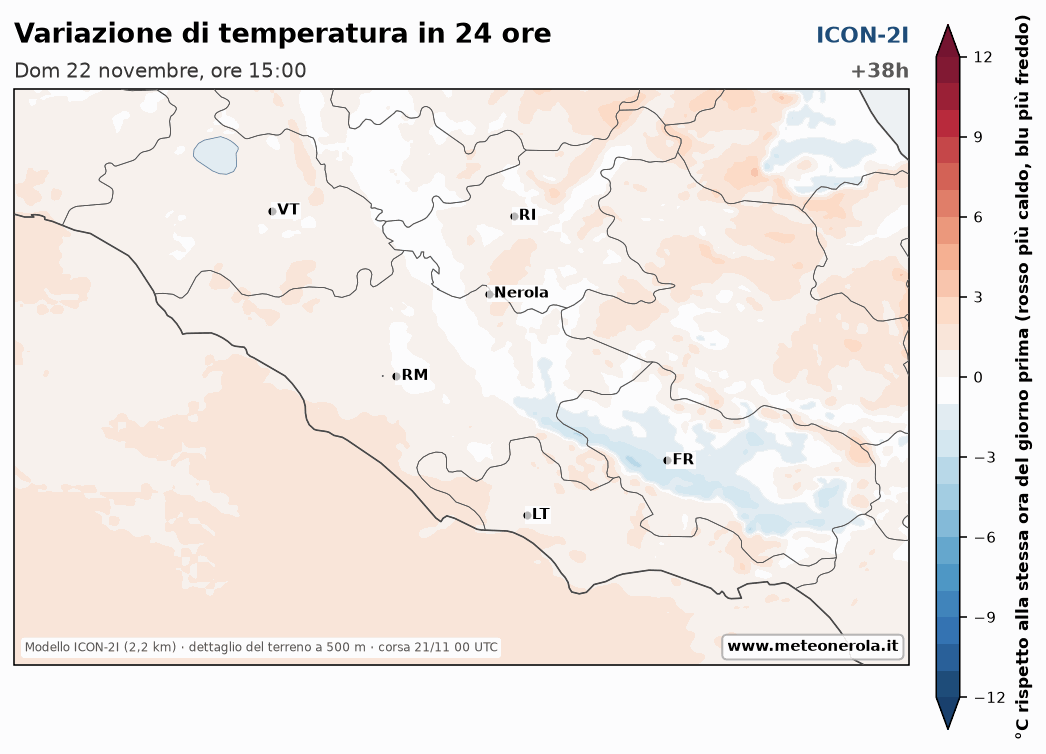 Variazione di temperatura in 24 ore
ICON-2I
Dom 22 novembre, ore 15:00
+38h
VT
RI
Nerola
RM
FR
LT
Modello ICON-2I (2,2 km) · dettaglio del terreno a 500 m · corsa 21/11 00 UTC
www.meteonerola.it
12
9
6
3
0
−3
−6
−9
−12
°C rispetto alla stessa ora del giorno prima (rosso più caldo, blu più freddo)